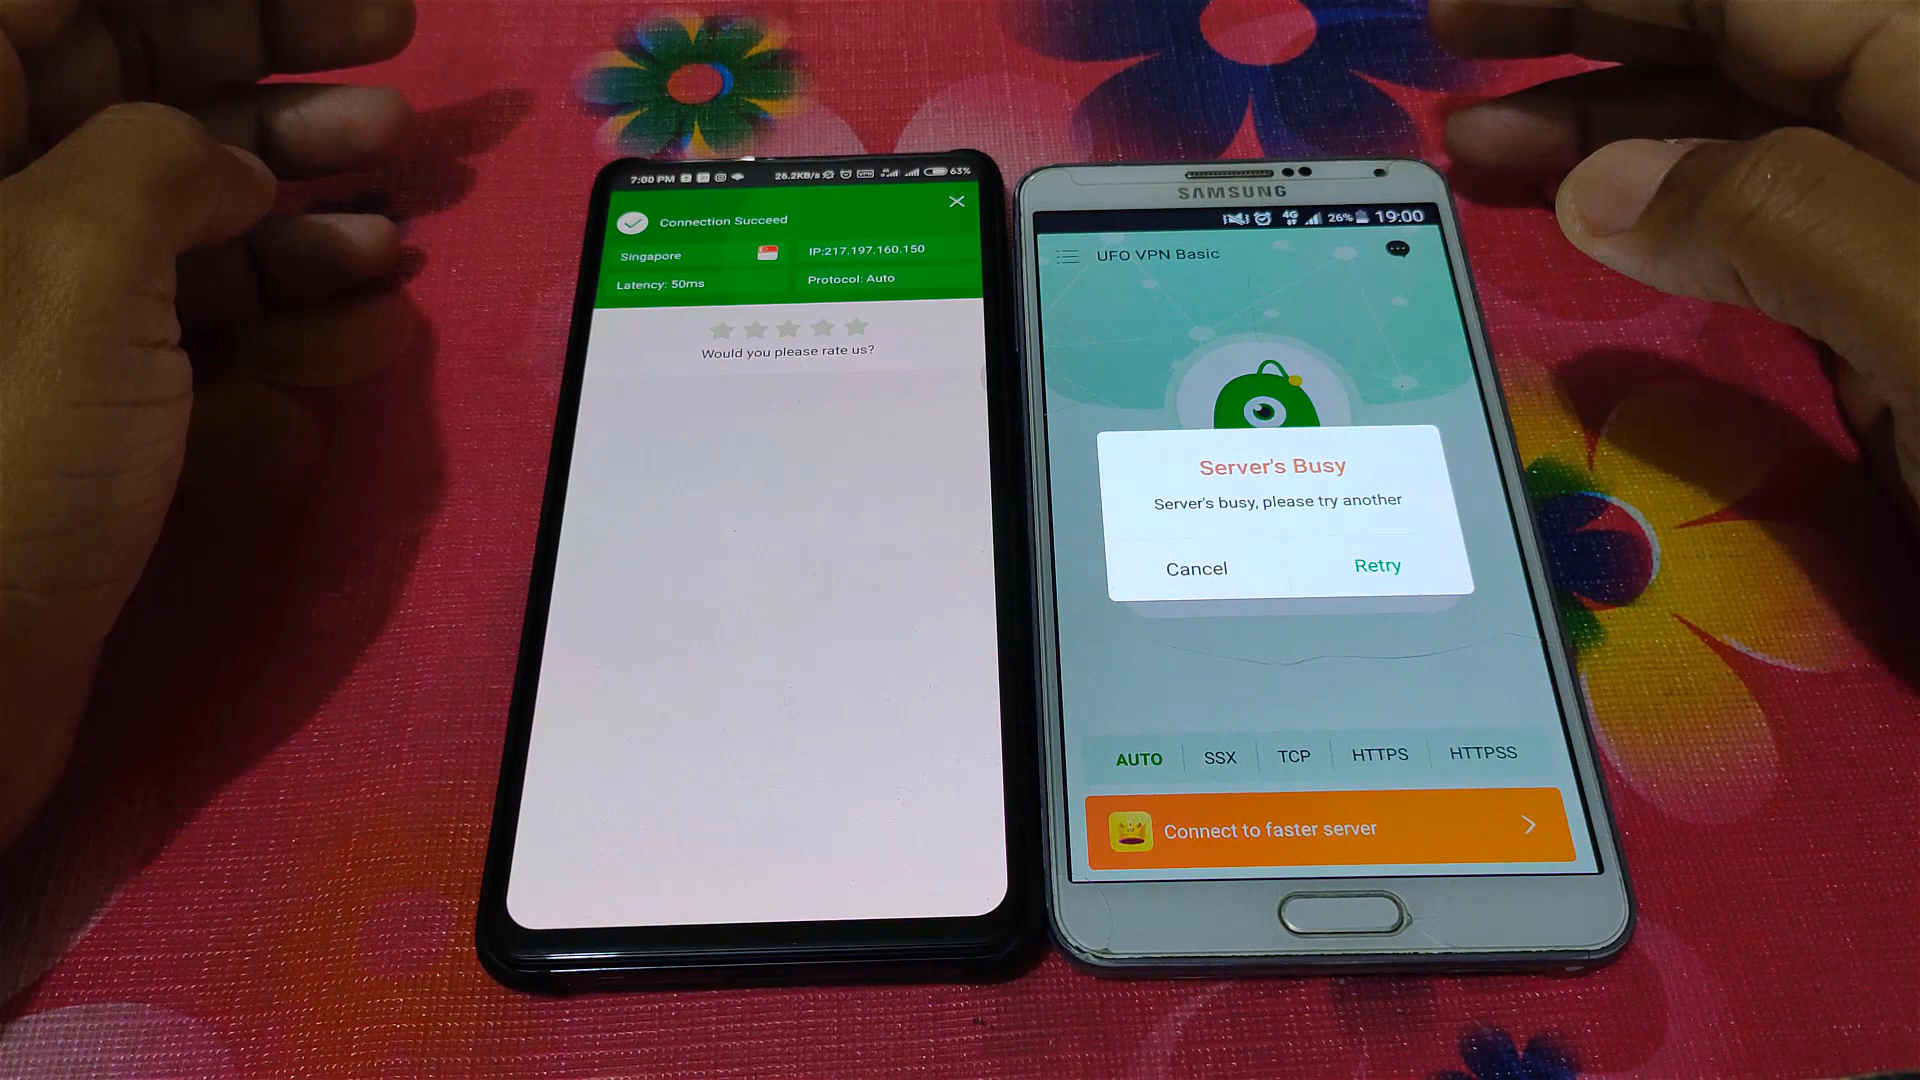 7:00 PM
26.2KB/s
63%
Connection Succeed
Singapore
IP:217.197.160.150
Latency: 50ms
Protocol: Auto
Would you please rate us?
SAMSUNG
4G
26%
19:00
UFO VPN Basic
Server's Busy
Server's busy, please try another
Cancel
Retry
AUTO
SSX
TCP
HTTPS
HTTPSS
Connect to faster server